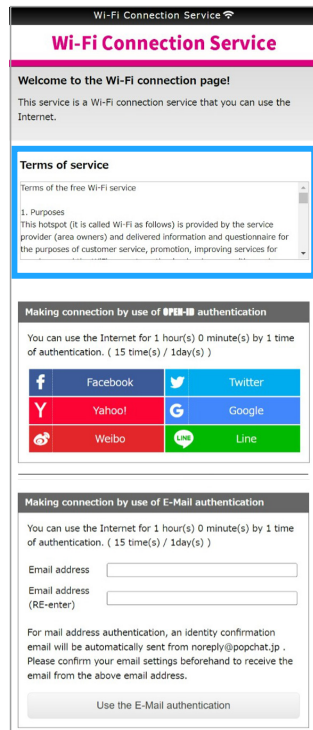 Wi-Fi Connection Service
Wi-Fi Connection Service
Welcome to the Wi-Fi connection page!
This service is a Wi-Fi connection service that you can use the
Internet.
Terms of service
Terms of the free Wi-Fi service
1. Purposes
This hotspot (it is called Wi-Fi as follows) is provided by the service
provider (area owners) and delivered information and questionnaire for
the purposes of customer service, promotion, improving services for
Making connection by use of OPEN-ID authentication
You can use the Internet for 1 hour(s) 0 minute(s) by 1 time
of authentication. ( 15 time(s) / 1day(s) )
f Facebook Twitter
Y Yahoo! G Google
Weibo LINE Line
Making connection by use of E-Mail authentication
You can use the Internet for 1 hour(s) 0 minute(s) by 1 time
of authentication. ( 15 time(s) / 1day(s) )
Email address
Email address
(RE-enter)
For mail address authentication, an identity confirmation
email will be automatically sent from noreply@popchat.jp .
Please confirm your email settings beforehand to receive the
email from the above email address.
Use the E-Mail authentication